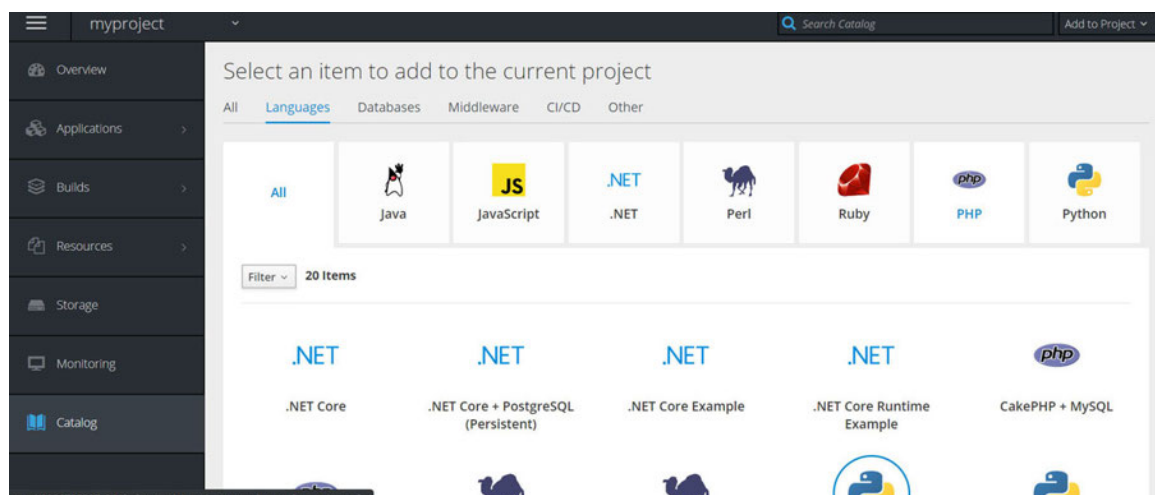 myproject
Search Catalog
Add to Project
Overview
Applications
Builds
Resources
Storage
Monitoring
Catalog
Select an item to add to the current project
All Languages Databases Middleware CI/CD Other
JS .NET php
All Java JavaScript .NET Perl Ruby PHP Python
Filter 20 Items
.NET .NET .NET .NET php
.NET Core .NET Core + PostgreSQL (Persistent) .NET Core Example .NET Core Runtime Example CakePHP + MySQL
php